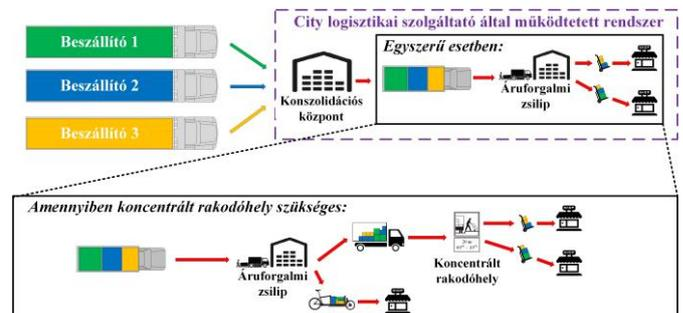 City logisztikai szolgáltató által működtetett rendszer
Beszállító 1
Beszállító 2
Beszállító 3
Konszolidációs
központ
Egyszerű esetben:
Áruforgalmi
zsilip
Amennyiben koncentrált rakodóhely szükséges:
Áruforgalmi
zsilip
Koncentrált
rakodóhely